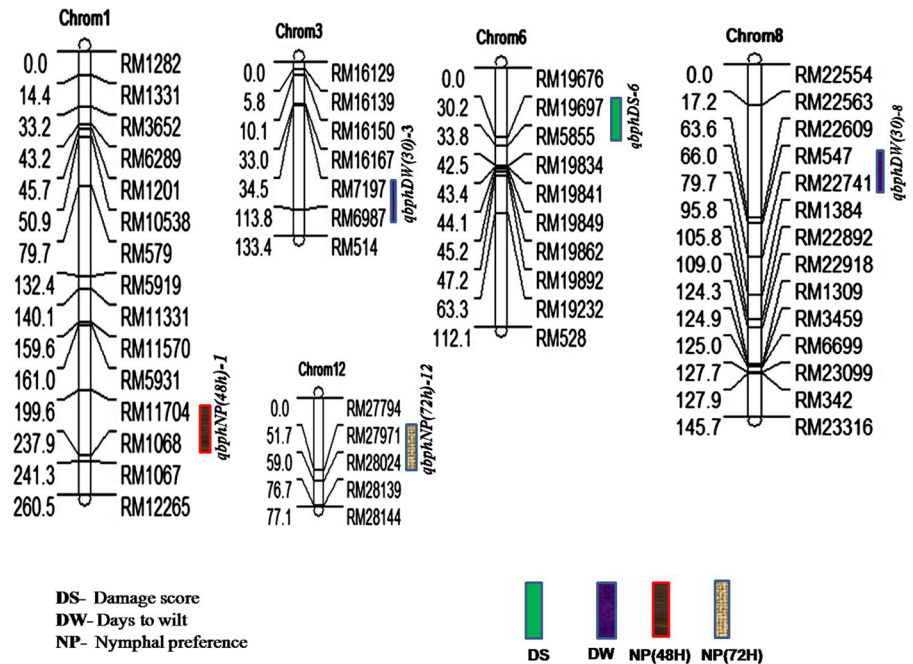 Chrom1
0.0 RM1282
14.4 RM1331
33.2 RM3652
43.2 RM6289
45.7 RM1201
50.9 RM10538
79.7 RM579
132.4 RM5919
140.1 RM11331
159.6 RM11570
161.0 RM5931
199.6 RM11704
237.9 RM1068
241.3 RM1067
260.5 RM12265
qbphNP(48h)-1
Chrom3
0.0 RM16129
5.8 RM16139
10.1 RM16150
33.0 RM16167
34.5 RM7197
113.8 RM6987
133.4 RM514
qbphDW(30)-3
Chrom6
0.0 RM19676
30.2 RM19697
33.8 RM5855
42.5 RM19834
43.4 RM19841
44.1 RM19849
45.2 RM19862
47.2 RM19892
63.3 RM19232
112.1 RM528
qbphDS-6
Chrom8
0.0 RM22554
17.2 RM22563
63.6 RM22609
66.0 RM547
79.7 RM22741
95.8 RM1384
105.8 RM22892
109.0 RM22918
124.3 RM1309
124.9 RM3459
125.0 RM6699
127.7 RM23099
127.9 RM342
145.7 RM23316
qbphDW(30)-8
Chrom12
0.0 RM27794
51.7 RM27971
59.0 RM28024
76.7 RM28139
77.1 RM28144
qbphNP(72h)-12
DS– Damage score
DW– Days to wilt
NP– Nymphal preference
DS DW NP(48H) NP(72H)